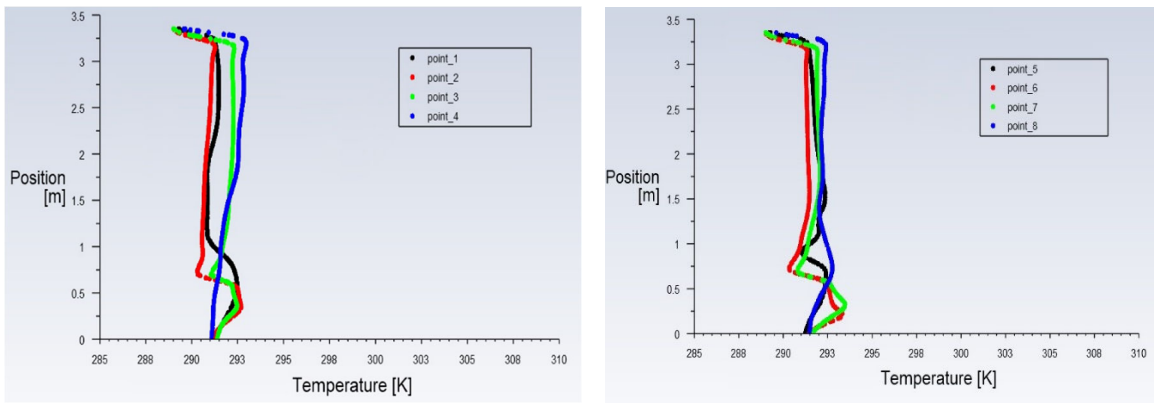 3.5
3
2.5
2
Position
[m]
1.5
1
0.5
0
285
288
290
293
295
298
300
303
305
308
310
Temperature [K]
point_1
point_2
point_3
point_4
3.5
3
2.5
2
Position
[m]
1.5
1
0.5
0
285
288
290
293
295
298
300
303
305
308
310
Temperature [K]
point_5
point_6
point_7
point_8